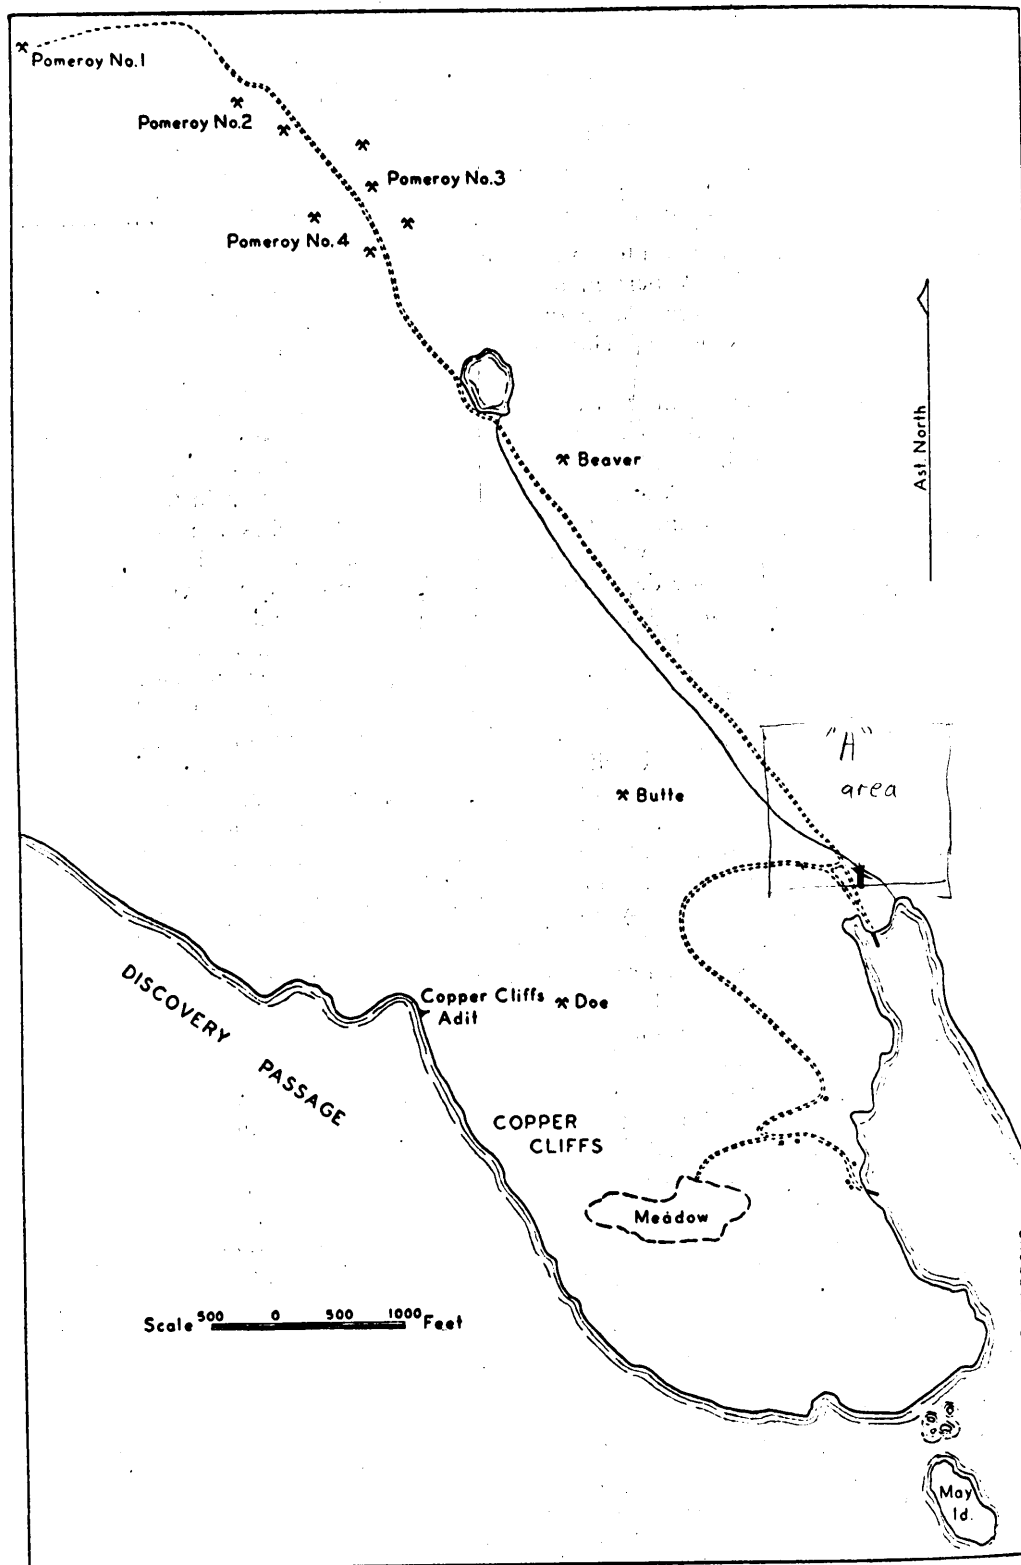 Pomeroy No.1
Pomeroy No.2
Pomeroy No.3
Pomeroy No.4
Beaver
Ast. North
"A"
area
Butte
Copper Cliffs
Adit
Doe
DISCOVERY PASSAGE
COPPER
CLIFFS
Meadow
Scale 500 0 500 1000 Feet
May
Id.